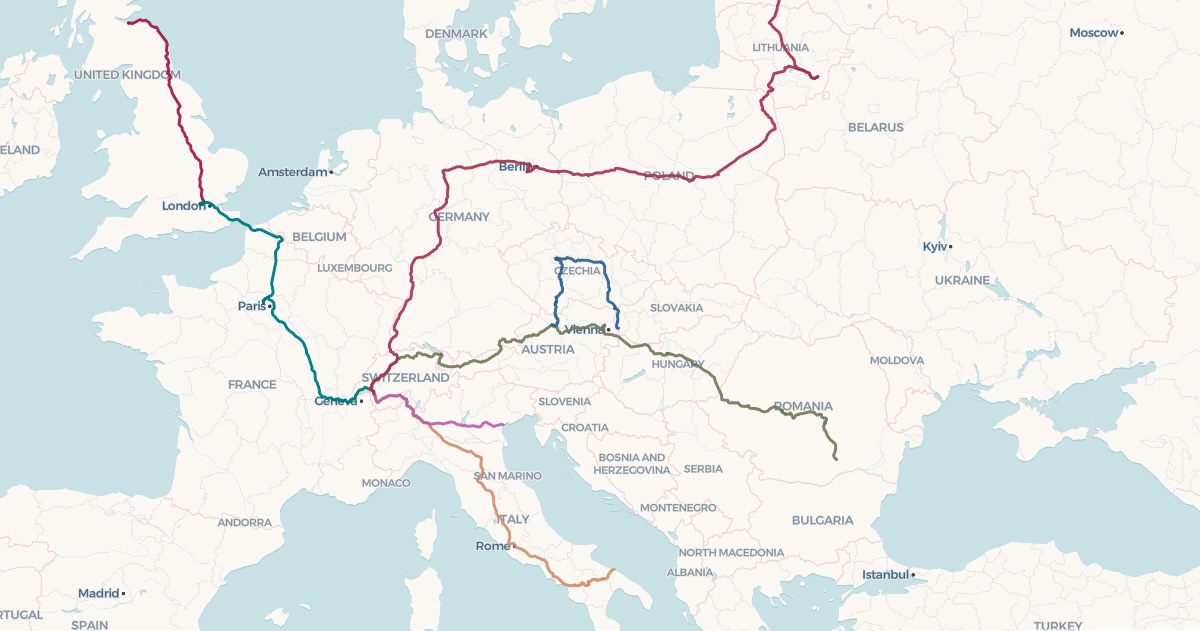 DENMARK
Moscow
LITHUANIA
UNITED KINGDOM
BELARUS
ELAND
Amsterdam
Berlin
POLAND
London
GERMANY
BELGIUM
Kyiv
LUXEMBOURG
CZECHIA
UKRAINE
Paris
SLOVAKIA
Vienna
AUSTRIA
MOLDOVA
HUNGARY
SWITZERLAND
FRANCE
Geneva
SLOVENIA
ROMANIA
CROATIA
BOSNIA AND
HERZEGOVINA
SERBIA
SAN MARINO
MONACO
MONTENEGRO
ANDORRA
ITALY
BULGARIA
Rome
NORTH MACEDONIA
ALBANIA
Istanbul
Madrid
RTUGAL
SPAIN
TURKEY